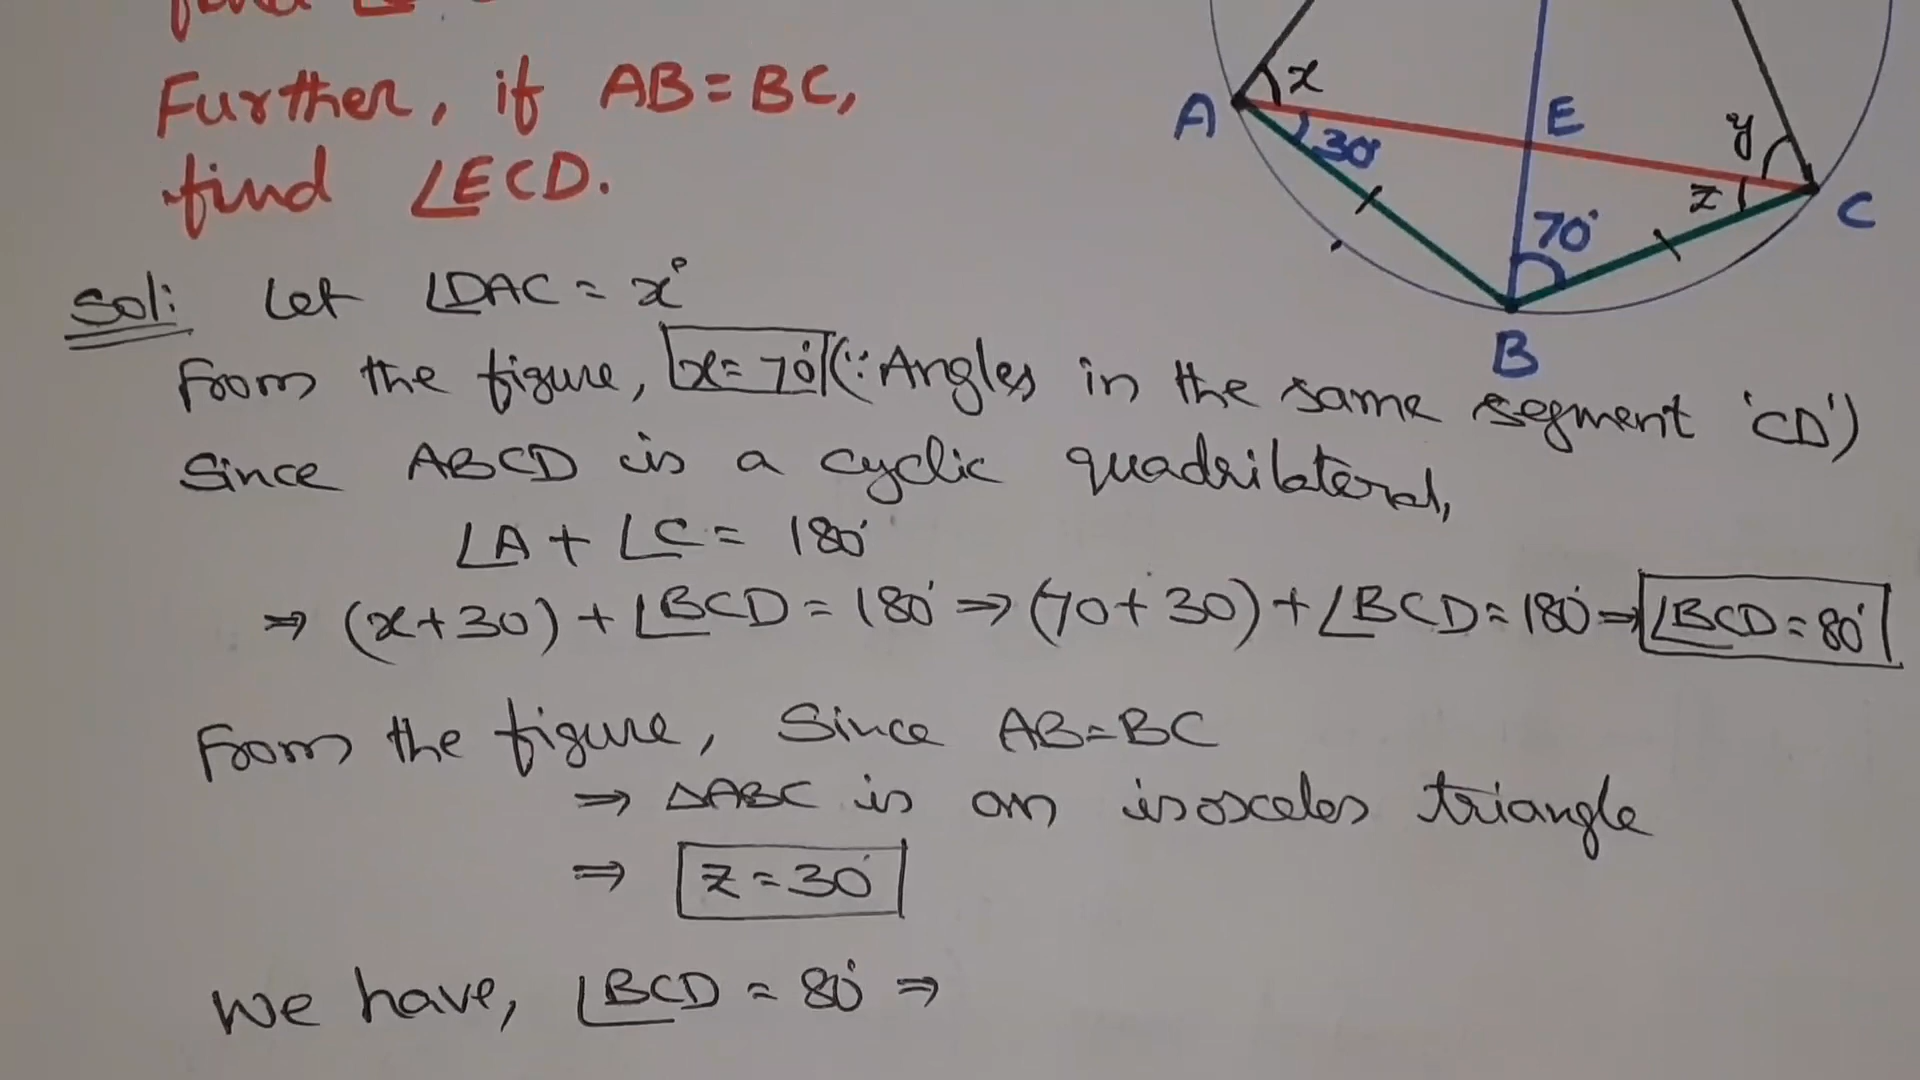 Further, if AB = BC,
find ∠ECD.
A
x
30°
E
y
z
C
70°
B
Sol: Let ∠DAC = x°
From the figure, x = 70° (∵ Angles in the same segment 'CD')
Since ABCD is a cyclic quadrilateral,
∠A + ∠C = 180°
⇒ (x+30) + ∠BCD = 180° ⇒ (70+30) + ∠BCD = 180° ⇒ ∠BCD = 80°
From the figure, Since AB = BC
⇒ △ABC is an isosceles triangle
⇒ z = 30°
We have, ∠BCD = 80° ⇒